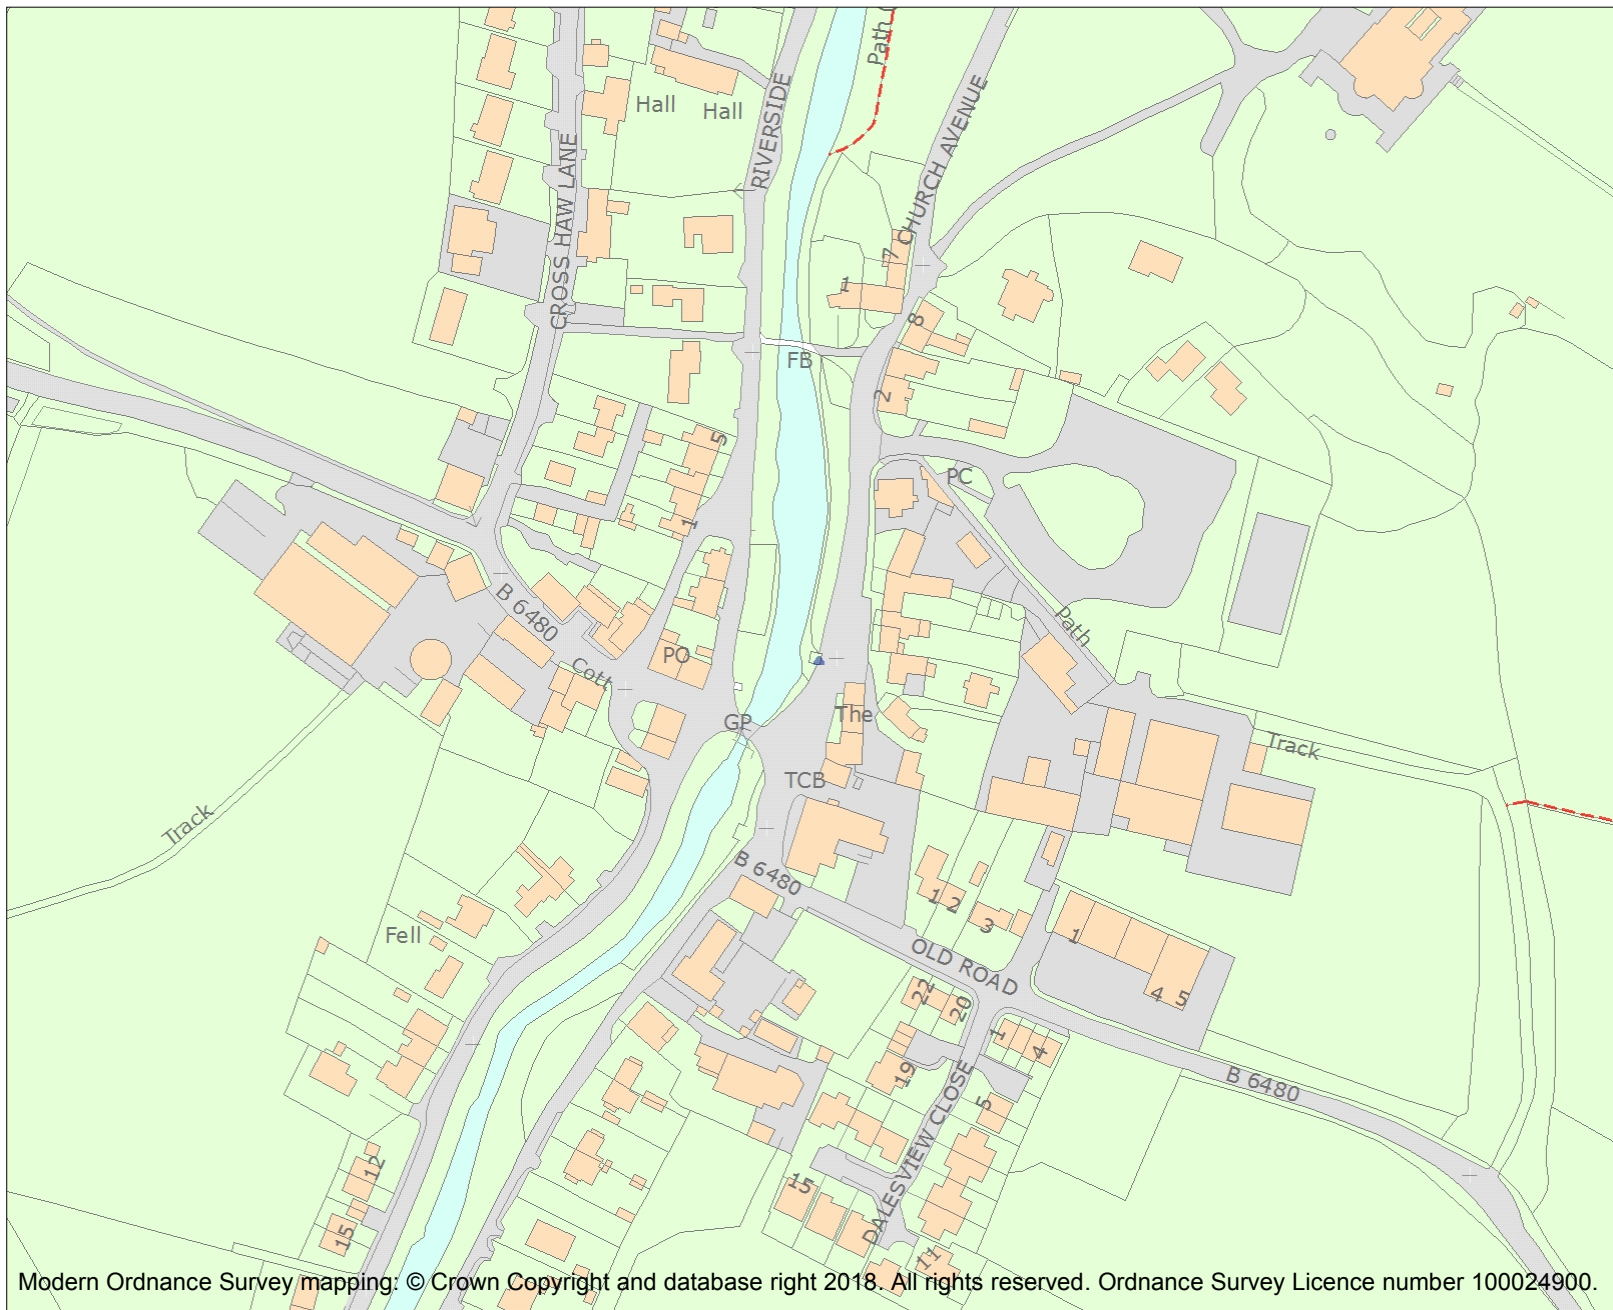 Path
Hall
Hall
RIVERSIDE
CHURCH AVENUE
CROSS HAW LANE
7
1
8
FB
2
5
PC
1
B 6480
Path
PO
Cott
The
GP
TCB
Track
Track
B 6480
1
2
3
1
Fell
OLD ROAD
4
5
22
20
1
4
19
B 6480
5
DALESVIEW CLOSE
12
15
15
11
Modern Ordnance Survey mapping: © Crown Copyright and database right 2018. All rights reserved. Ordnance Survey Licence number 100024900.